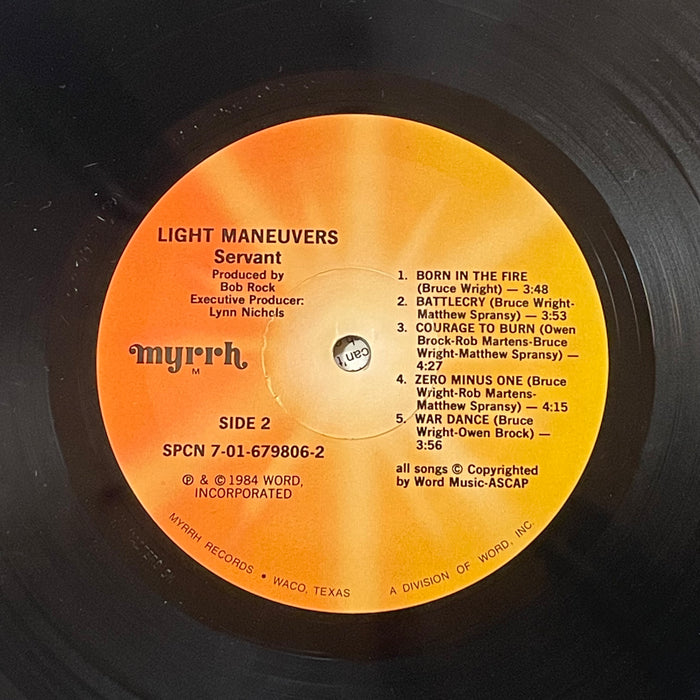 LIGHT MANEUVERS
Servant
Produced by
Bob Rock
Executive Producer:
Lynn Nichols
myrrh
M
SIDE 2
SPCN 7-01-679806-2
℗ & © 1984 WORD,
INCORPORATED
1. BORN IN THE FIRE
(Bruce Wright) — 3:48
2. BATTLECRY (Bruce Wright-
Matthew Spransy) — 3:53
3. COURAGE TO BURN (Owen
Brock-Rob Martens-Bruce
Wright-Matthew Spransy) —
4:27
4. ZERO MINUS ONE (Bruce
Wright-Rob Martens-
Matthew Spransy) — 4:15
5. WAR DANCE (Bruce
Wright-Owen Brock) —
3:56
all songs © Copyrighted
by Word Music-ASCAP
can't
MYRRH RECORDS • WACO, TEXAS
A DIVISION OF WORD, INC.